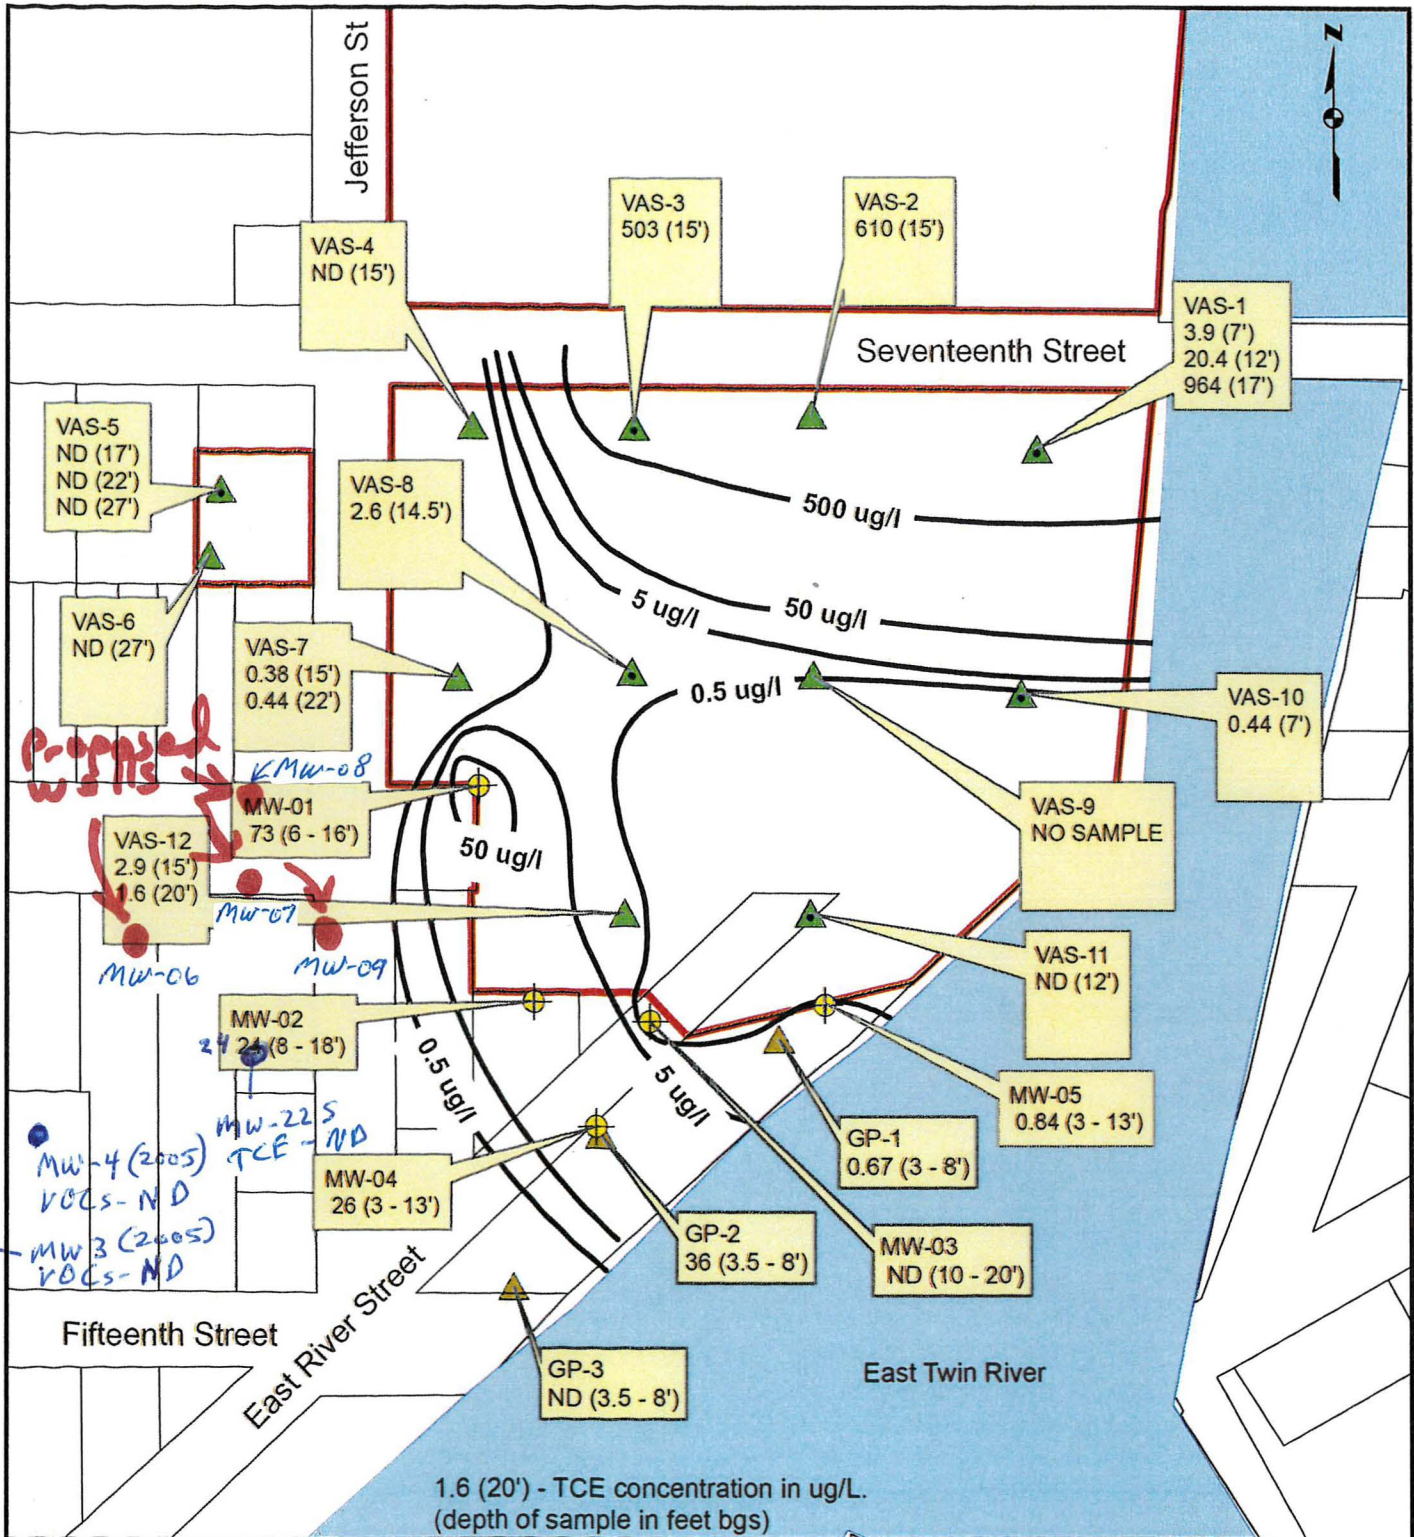 Jefferson St
N
VAS-3
503 (15')
VAS-2
610 (15')
VAS-4
ND (15')
VAS-1
3.9 (7')
20.4 (12')
964 (17')
Seventeenth Street
VAS-5
ND (17')
ND (22')
ND (27')
VAS-8
2.6 (14.5')
500 ug/l
5 ug/l
50 ug/l
VAS-6
ND (27')
VAS-7
0.38 (15')
0.44 (22')
0.5 ug/l
VAS-10
0.44 (7')
Proposed
wells
MW-08
MW-01
73 (6 - 16')
VAS-9
NO SAMPLE
VAS-12
2.9 (15')
1.6 (20')
50 ug/l
MW-07
MW-06
MW-09
VAS-11
ND (12')
MW-02
24 24 (8 - 18')
0.5 ug/l
5 ug/l
MW-05
0.84 (3 - 13')
MW-22S
TCE - ND
MW-4 (2005)
VOCs - ND
GP-1
0.67 (3 - 8')
MW-04
26 (3 - 13')
GP-2
36 (3.5 - 8')
MW-03
ND (10 - 20')
MW 3 (2005)
VOCs - ND
Fifteenth Street
East River Street
GP-3
ND (3.5 - 8')
East Twin River
1.6 (20') - TCE concentration in ug/L.
(depth of sample in feet bgs)